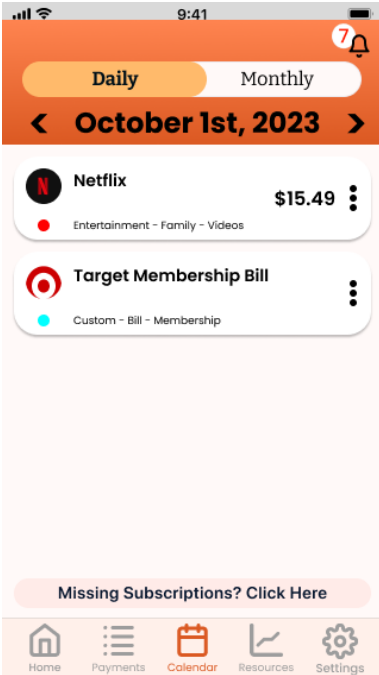 9:41
7
Daily Monthly
< October 1st, 2023 >
N Netflix
$15.49
Entertainment - Family - Videos
Target Membership Bill
Custom - Bill - Membership
Missing Subscriptions? Click Here
Home Payments Calendar Resources Settings